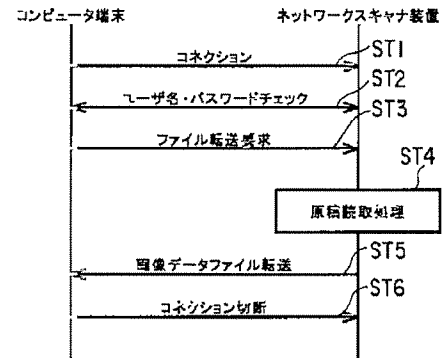 コンピュータ端末
ネットワークスキャナ装置
コネクション
ST1
ユーザ名・パスワードチェック
ST2
ファイル転送要求
ST3
ST4
原稿読取処理
画像データファイル転送
ST5
コネクション切断
ST6